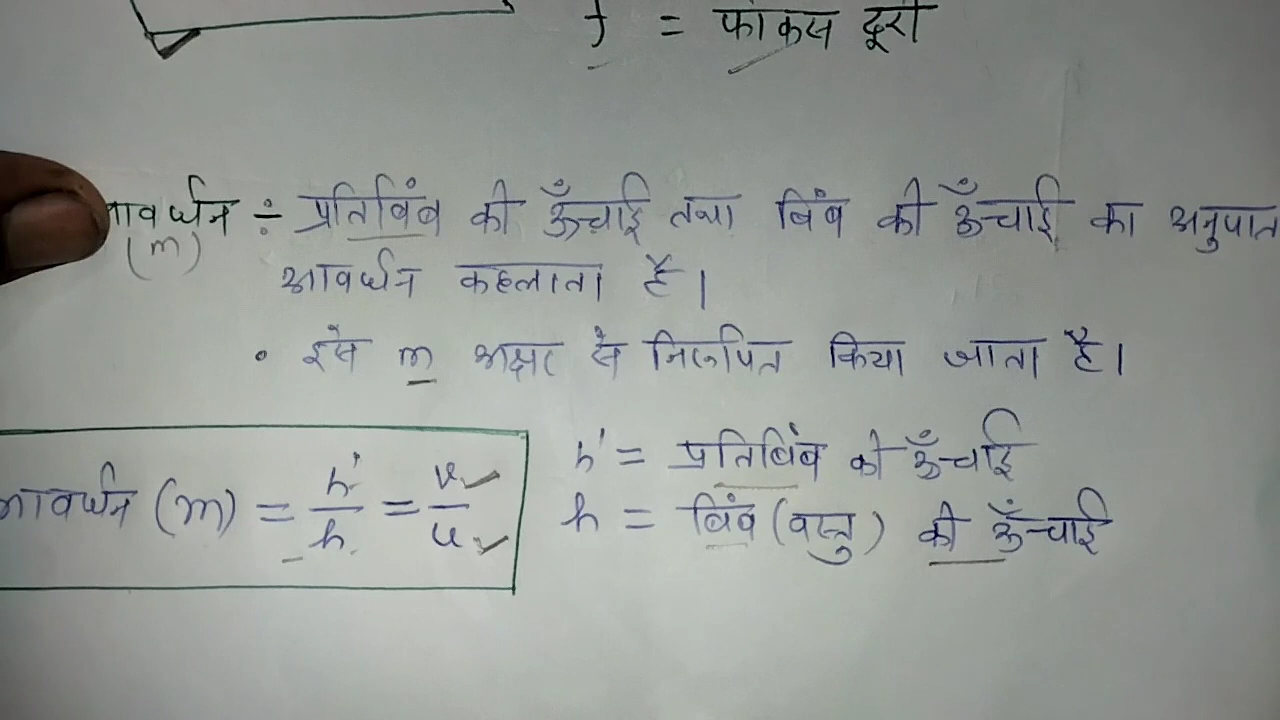 f = फोकस दूरी
आवर्धन ÷ प्रतिबिंब की ऊँचाई तथा बिंब की ऊँचाई का अनुपात
(m)
आवर्धन कहलाता है।
• इसे m अक्षर से निरूपित किया जाता है।
h' = प्रतिबिंब की ऊँचाई
आवर्धन (m) = h'/h = v/u
h = बिंब (वस्तु) की ऊँचाई